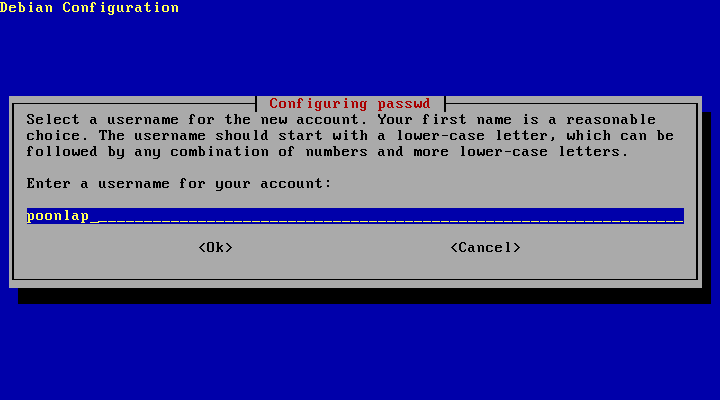 Debian Configuration
Configuring passwd
Select a username for the new account. Your first name is a reasonable
choice. The username should start with a lower-case letter, which can be
followed by any combination of numbers and more lower-case letters.
Enter a username for your account:
poonlap
<Ok> <Cancel>